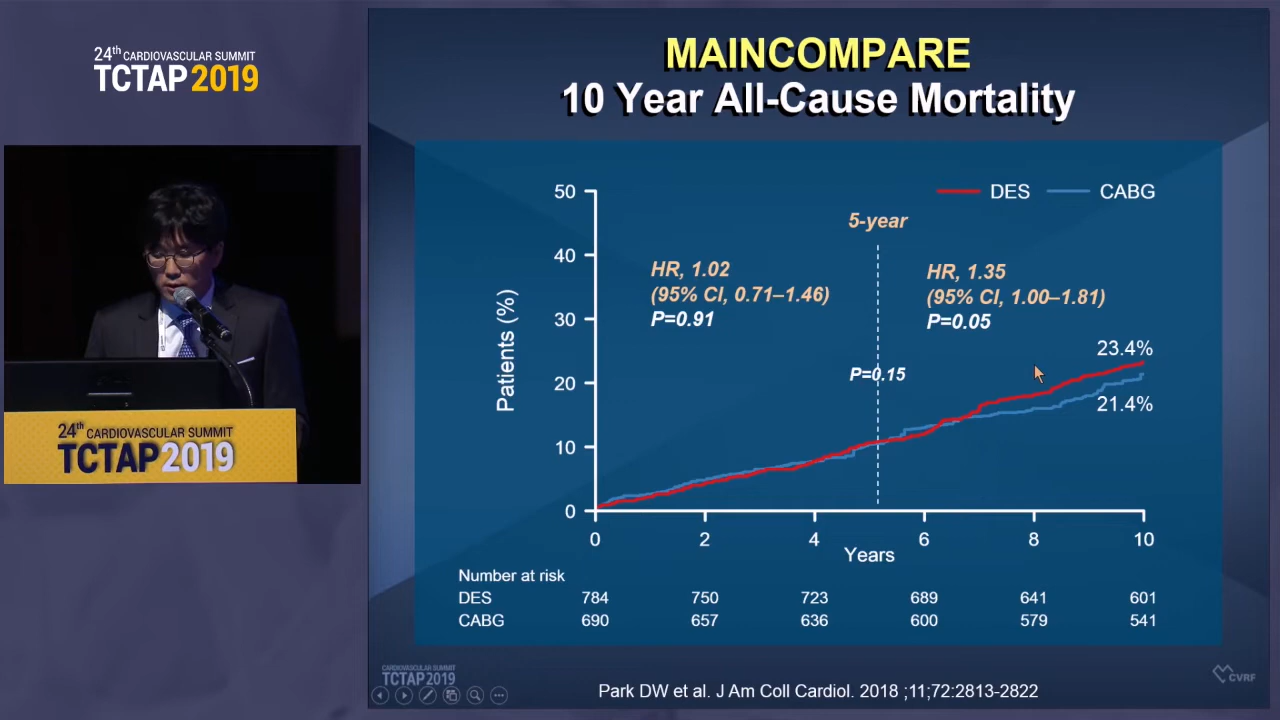 24th CARDIOVASCULAR SUMMIT
TCTAP 2019
24th CARDIOVASCULAR SUMMIT
TCTAP 2019
MAINCOMPARE
10 Year All-Cause Mortality
DES CABG
5-year
HR, 1.02
(95% CI, 0.71–1.46)
P=0.91
HR, 1.35
(95% CI, 1.00–1.81)
P=0.05
P=0.15
23.4%
21.4%
Patients (%)
50
40
30
20
10
0
0 2 4 6 8 10
Years
Number at risk
DES 784 750 723 689 641 601
CABG 690 657 636 600 579 541
CARDIOVASCULAR SUMMIT
TCTAP2019
Park DW et al. J Am Coll Cardiol. 2018 ;11;72:2813-2822
CVRF